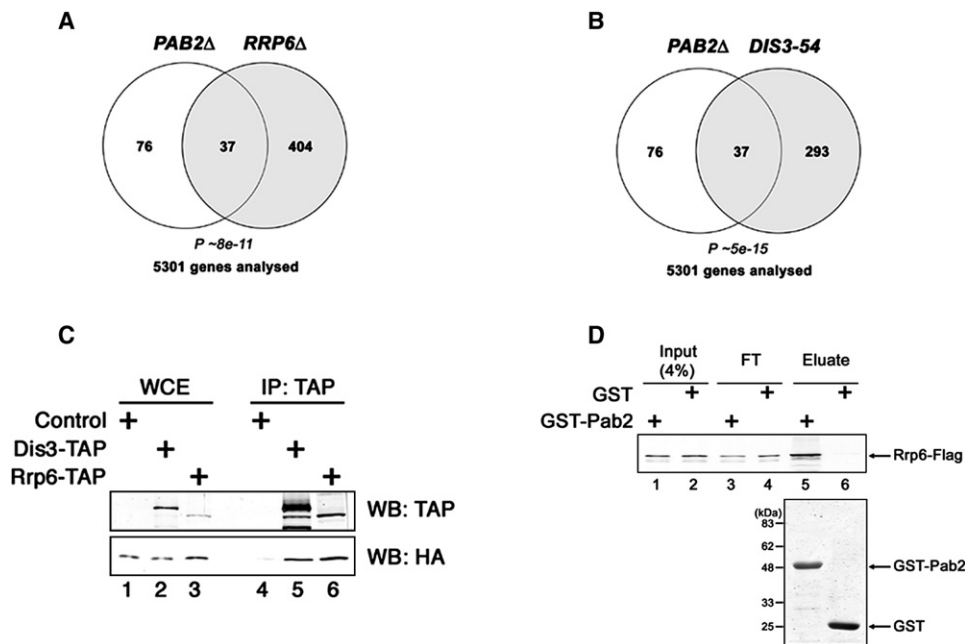 A
PAB2Δ RRP6Δ
76 37 404
P ~8e-11
5301 genes analysed
B
PAB2Δ DIS3-54
76 37 293
P ~5e-15
5301 genes analysed
C
WCE IP: TAP
Control + +
Dis3-TAP + +
Rrp6-TAP + +
WB: TAP
WB: HA
1 2 3 4 5 6
D
Input (4%) FT Eluate
GST + + +
GST-Pab2 + + +
Rrp6-Flag
1 2 3 4 5 6
(kDa)
83
62
48 GST-Pab2
33
25 GST